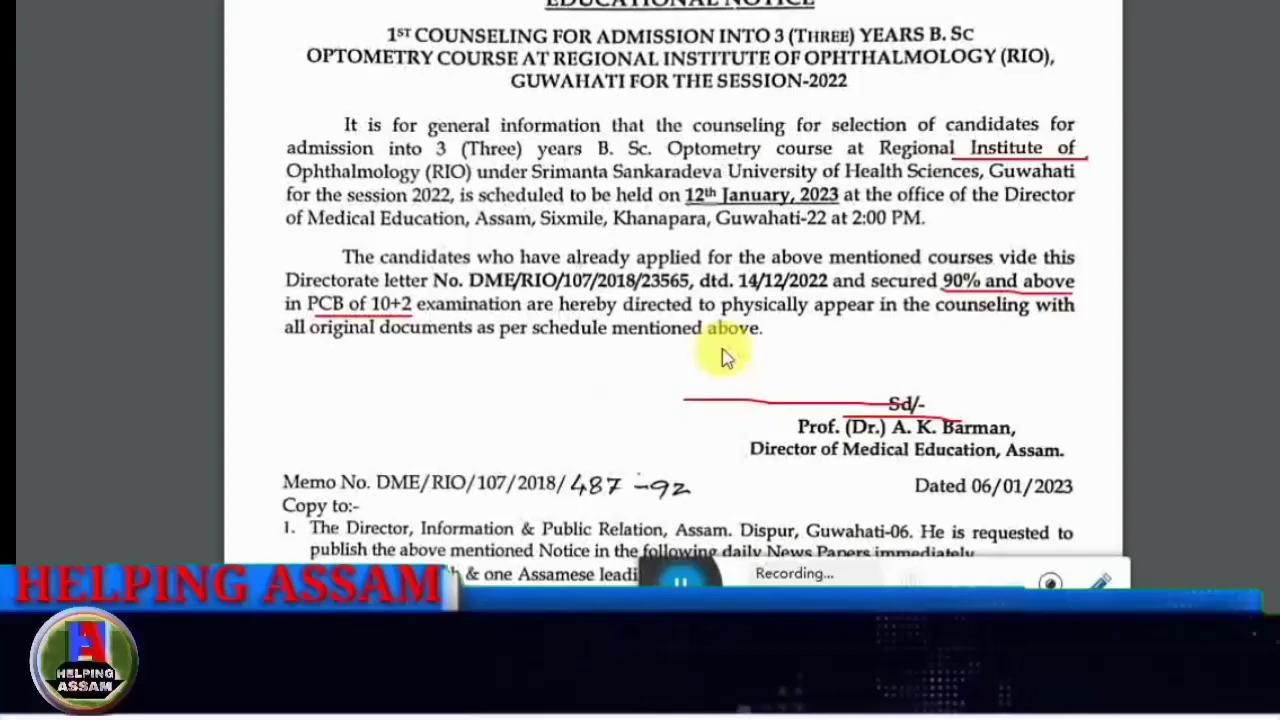 EDUCATIONAL NOTICE
1ST COUNSELING FOR ADMISSION INTO 3 (THREE) YEARS B. SC
OPTOMETRY COURSE AT REGIONAL INSTITUTE OF OPHTHALMOLOGY (RIO),
GUWAHATI FOR THE SESSION-2022
It is for general information that the counseling for selection of candidates for
admission into 3 (Three) years B. Sc. Optometry course at Regional Institute of
Ophthalmology (RIO) under Srimanta Sankaradeva University of Health Sciences, Guwahati
for the session 2022, is scheduled to be held on 12th January, 2023 at the office of the Director
of Medical Education, Assam, Sixmile, Khanapara, Guwahati-22 at 2:00 PM.
The candidates who have already applied for the above mentioned courses vide this
Directorate letter No. DME/RIO/107/2018/23565, dtd. 14/12/2022 and secured 90% and above
in PCB of 10+2 examination are hereby directed to physically appear in the counseling with
all original documents as per schedule mentioned above.
Sd/-
Prof. (Dr.) A. K. Barman,
Director of Medical Education, Assam.
Memo No. DME/RIO/107/2018/487-92 Dated 06/01/2023
Copy to:-
1. The Director, Information & Public Relation, Assam. Dispur, Guwahati-06. He is requested to
publish the above mentioned Notice in the following daily News Papers immediately
& one Assamese
Recording...
HELPING ASSAM
HA
HELPING
ASSAM